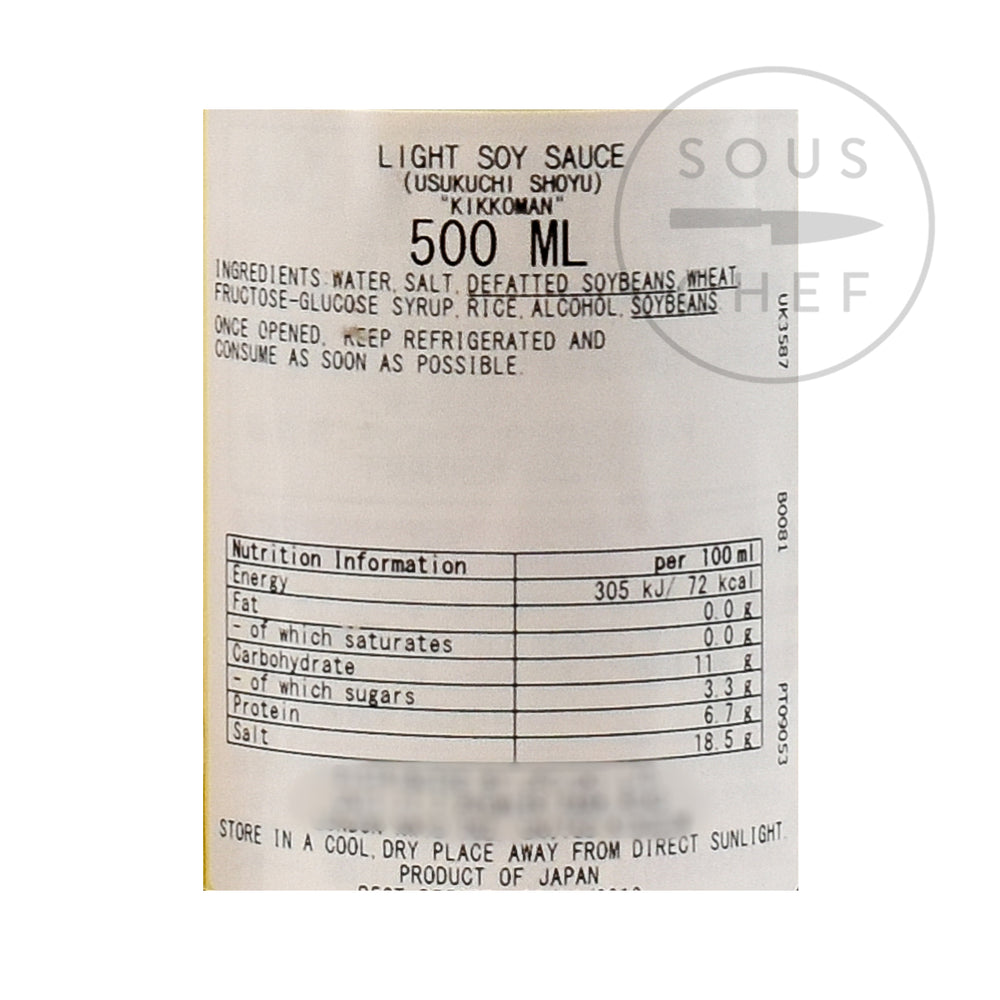 LIGHT SOY SAUCE
(USUKUCHI SHOYU)
"KIKKOMAN"
500 ML
INGREDIENTS:WATER, SALT, DEFATTED SOYBEANS, WHEAT,
FRUCTOSE-GLUCOSE SYRUP, RICE, ALCOHOL, SOYBEANS
ONCE OPENED, KEEP REFRIGERATED AND
CONSUME AS SOON AS POSSIBLE.
Nutrition Information per 100ml
Energy 305 kJ/ 72 kcal
Fat 0.0 g
- of which saturates 0.0 g
Carbohydrate 11 g
- of which sugars 3.3 g
Protein 6.7 g
Salt 18.5 g
STORE IN A COOL, DRY PLACE AWAY FROM DIRECT SUNLIGHT.
PRODUCT OF JAPAN
UK3587
B0081
PT09053
SOUS
CHEF